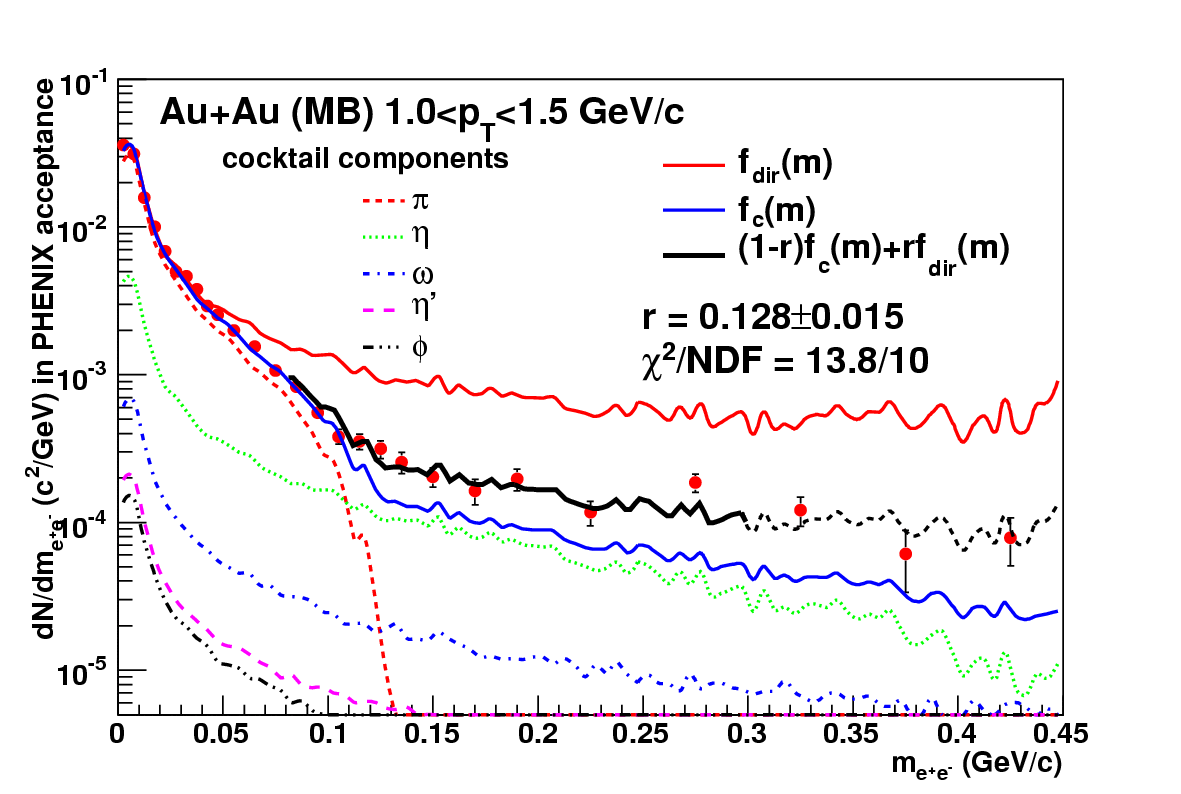 Au+Au (MB) 1.0<p_T<1.5 GeV/c
cocktail components
π
η
ω
η'
φ
f_dir(m)
f_c(m)
(1-r)f_c(m)+rf_dir(m)
r = 0.128±0.015
χ²/NDF = 13.8/10
dN/dm_e⁺e⁻ (c²/GeV) in PHENIX acceptance
10⁻¹
10⁻²
10⁻³
10⁻⁴
10⁻⁵
0 0.05 0.1 0.15 0.2 0.25 0.3 0.35 0.4 0.45
m_e⁺e⁻ (GeV/c)